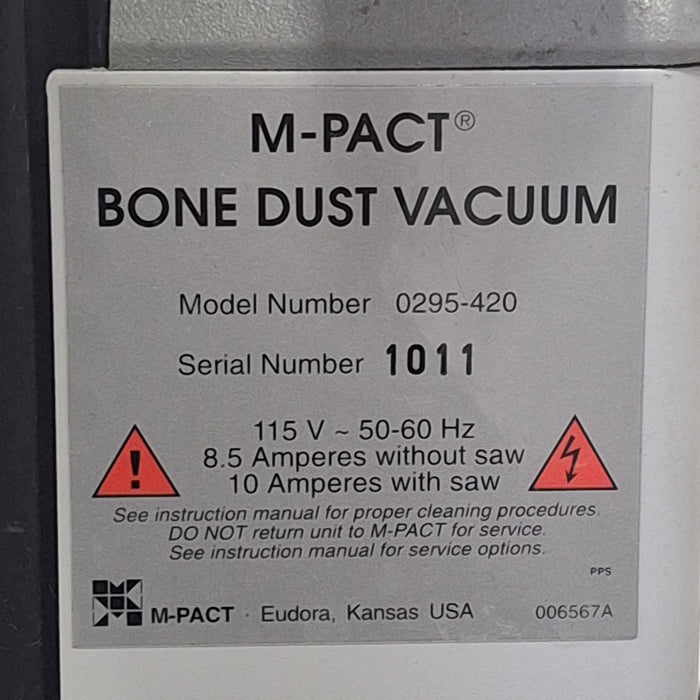 M-PACT®
BONE DUST VACUUM
Model Number 0295-420
Serial Number 1011
115 V ~ 50-60 Hz
8.5 Amperes without saw
10 Amperes with saw
See instruction manual for proper cleaning procedures.
DO NOT return unit to M-PACT for service.
See instruction manual for service options.
PPS
M-PACT · Eudora, Kansas USA 006567A